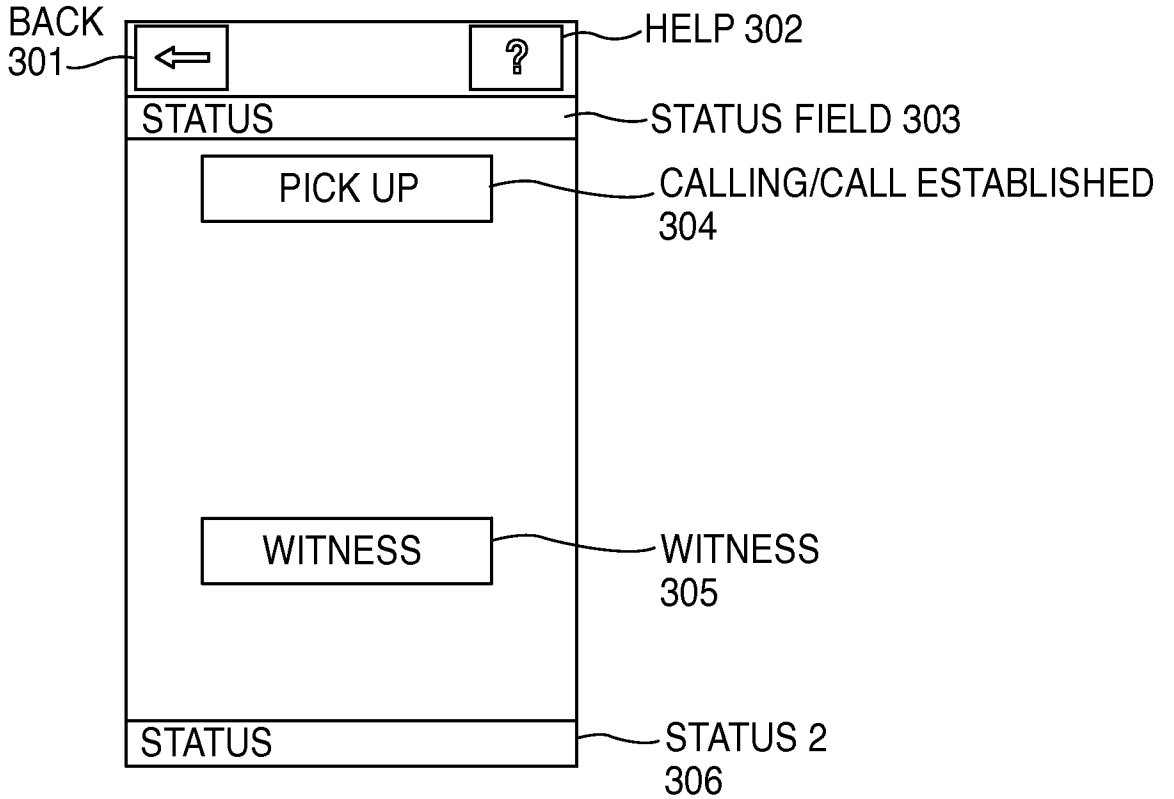 BACK
301
?
HELP 302
STATUS
STATUS FIELD 303
PICK UP
CALLING/CALL ESTABLISHED
304
WITNESS
WITNESS
305
STATUS
STATUS 2
306